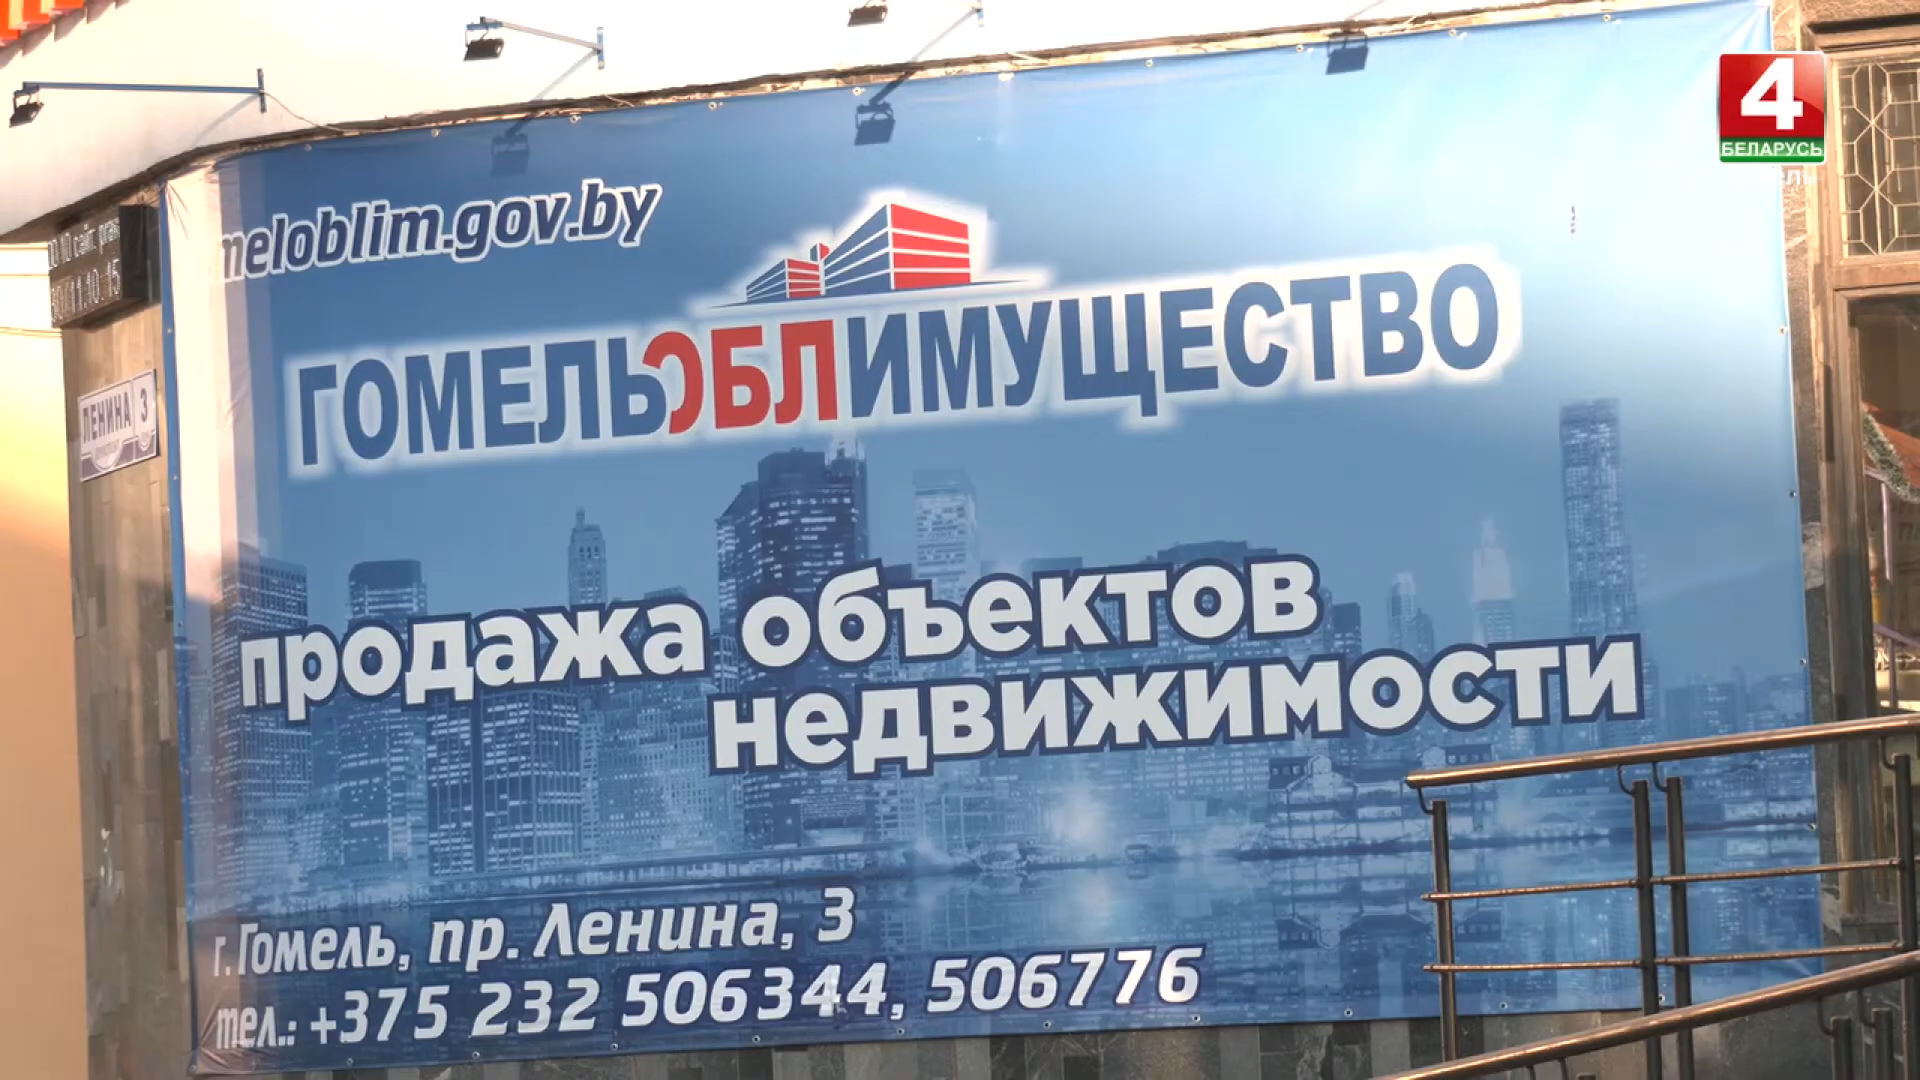 4
БЕЛАРУСЬ
meloblim.gov.by
ГОМЕЛЬОБЛИМУЩЕСТВО
ЛЕНИНА 3
продажа объектов
недвижимости
г. Гомель, пр. Ленина, 3
тел.: +375 232 506344, 506776